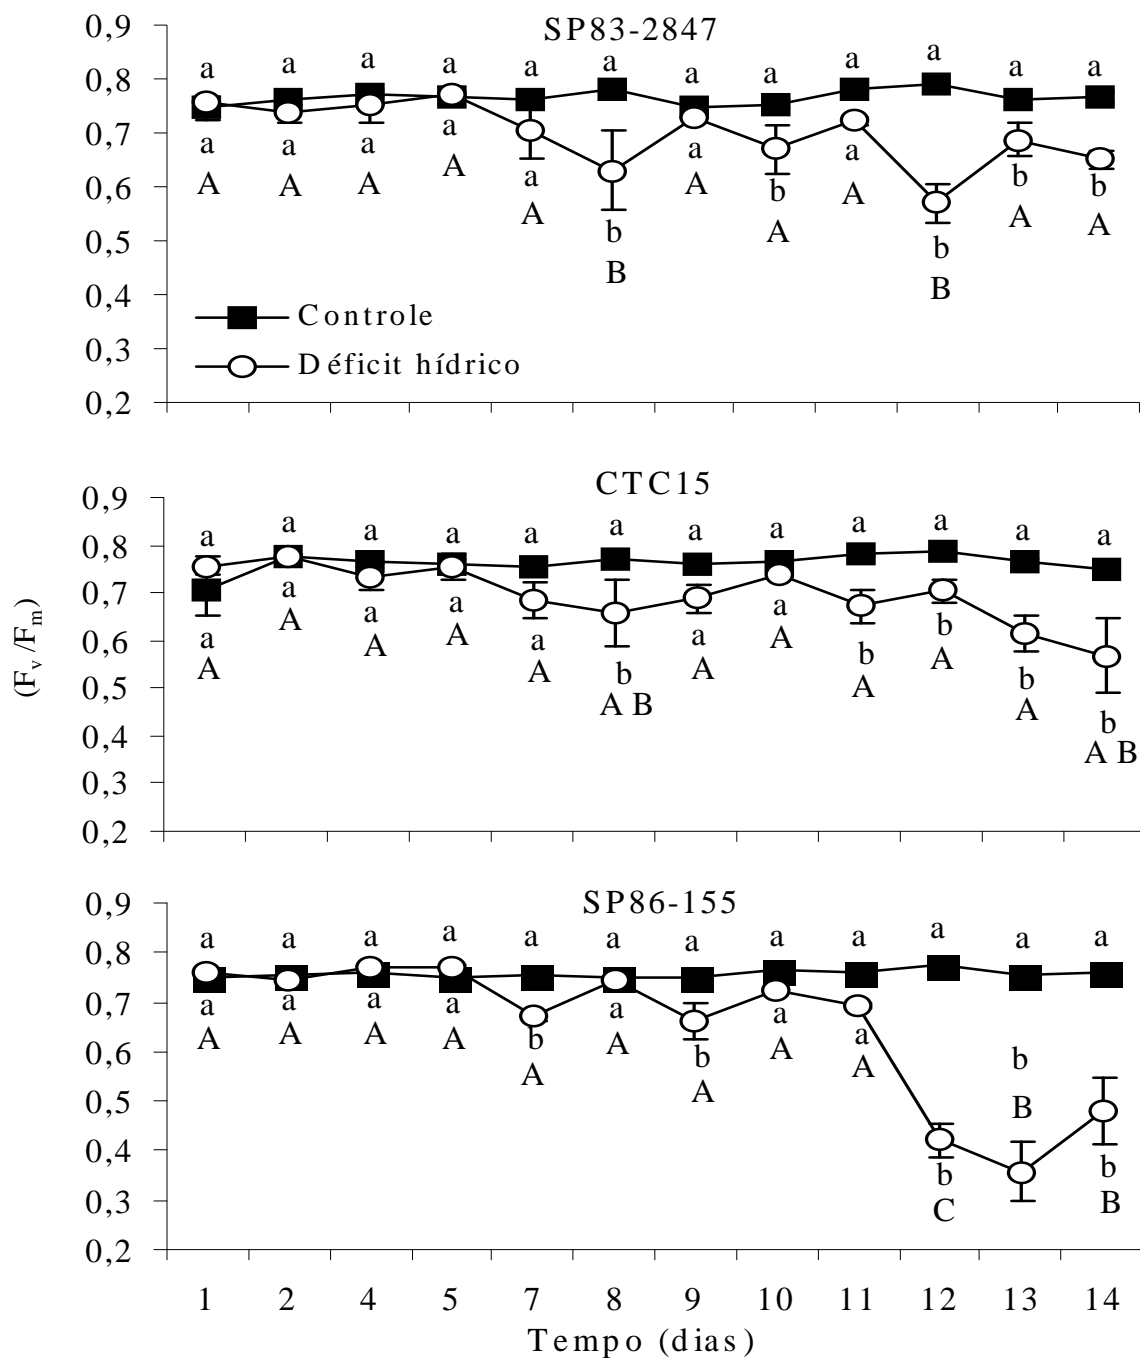 SP83-2847
0,9
0,8
0,7
0,6
0,5
0,4
0,3
0,2
a a a a a a a a a a a a
a a a a a b a b a b b b
A A A A A B A A A B A A
Controle
Déficit hídrico
CTC15
0,9
0,8
0,7
0,6
0,5
0,4
0,3
0,2
(Fv/Fm)
a a a a a a a a a a a a
a a a a a b a a b b b b
A A A A A A B A A A A A A B
SP86-155
0,9
0,8
0,7
0,6
0,5
0,4
0,3
0,2
a a a a a a a a a a a a
a a a a b a b a a b b b
A A A A A A A A A C B B
1 2 4 5 7 8 9 10 11 12 13 14
Tempo (dias)